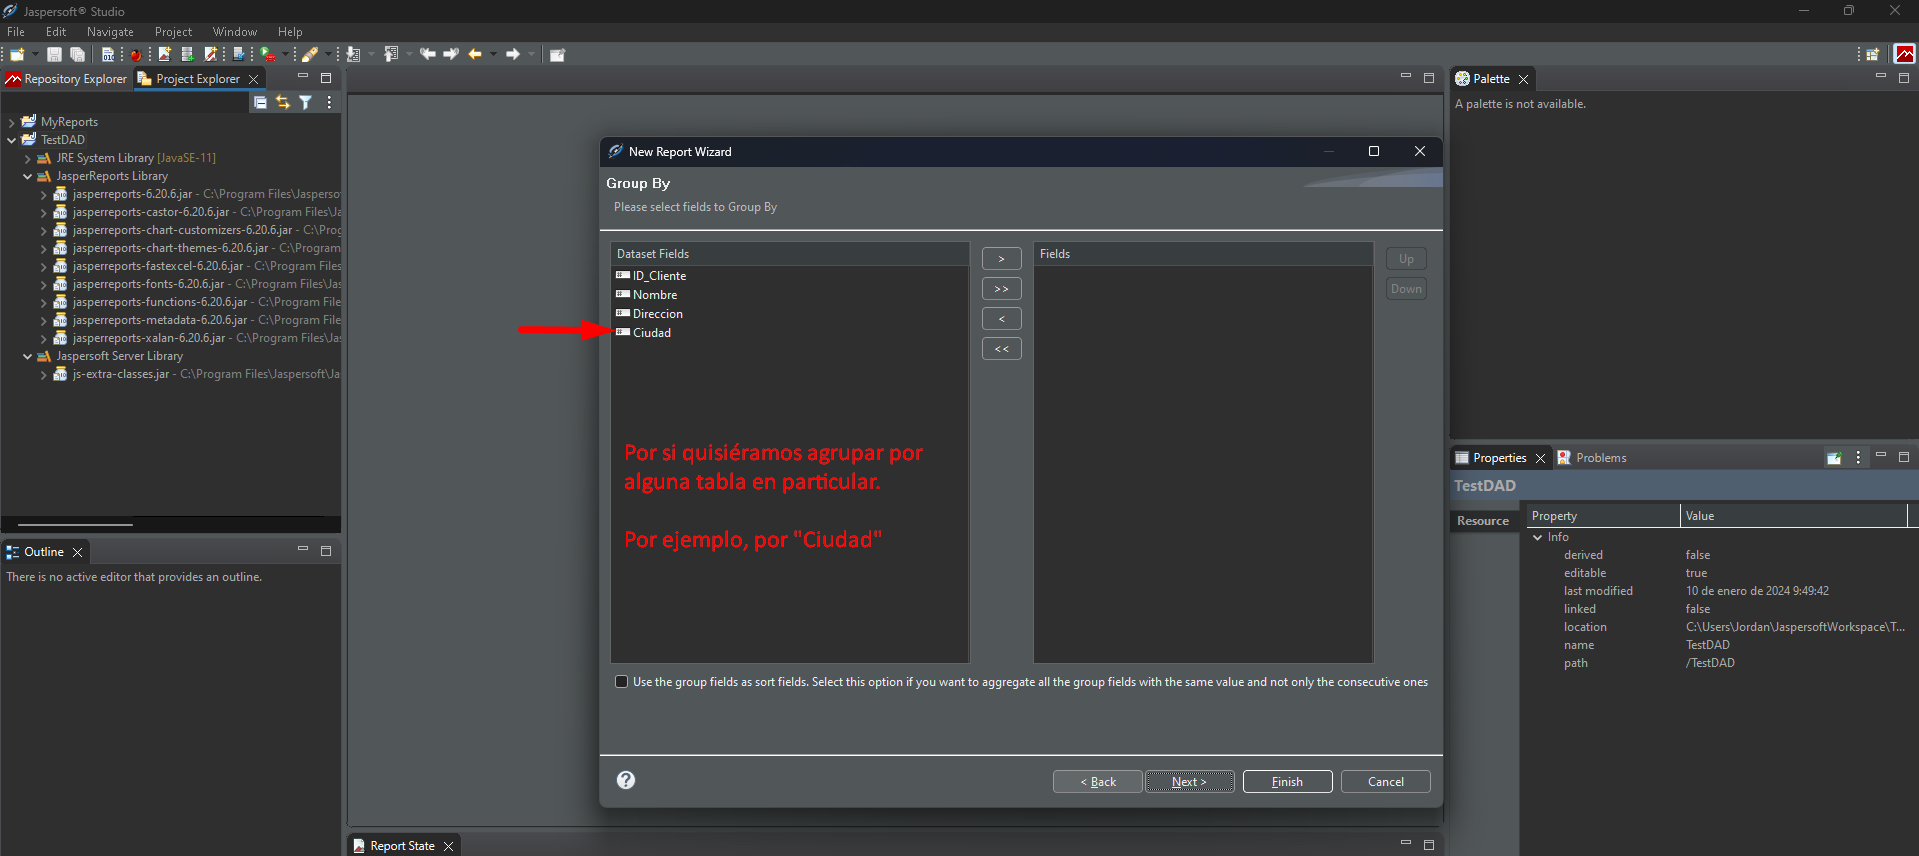 Jaspersoft® Studio
File Edit Navigate Project Window Help
Repository Explorer Project Explorer
MyReports
TestDAD
JRE System Library [JavaSE-11]
JasperReports Library
jasperreports-6.20.6.jar - C:\Program Files\Jasperso
jasperreports-castor-6.20.6.jar - C:\Program Files\Ja
jasperreports-chart-customizers-6.20.6.jar - C:\Prog
jasperreports-chart-themes-6.20.6.jar - C:\Program
jasperreports-fastexcel-6.20.6.jar - C:\Program Files
jasperreports-fonts-6.20.6.jar - C:\Program Files\Jas
jasperreports-functions-6.20.6.jar - C:\Program File
jasperreports-metadata-6.20.6.jar - C:\Program File
jasperreports-xalan-6.20.6.jar - C:\Program Files\Jas
Jaspersoft Server Library
js-extra-classes.jar - C:\Program Files\Jaspersoft\Ja
Outline
There is no active editor that provides an outline.
New Report Wizard
Group By
Please select fields to Group By
Dataset Fields
ID_Cliente
Nombre
Direccion
Ciudad
>
>>
<
<<
Fields
Up
Down
Por si quisiéramos agrupar por
alguna tabla en particular.
Por ejemplo, por "Ciudad"
Use the group fields as sort fields. Select this option if you want to aggregate all the group fields with the same value and not only the consecutive ones
< Back Next > Finish Cancel
Report State
Palette
A palette is not available.
Properties Problems
TestDAD
Resource
Property Value
Info
derived false
editable true
last modified 10 de enero de 2024 9:49:42
linked false
location C:\Users\Jordan\JaspersoftWorkspace\T...
name TestDAD
path /TestDAD